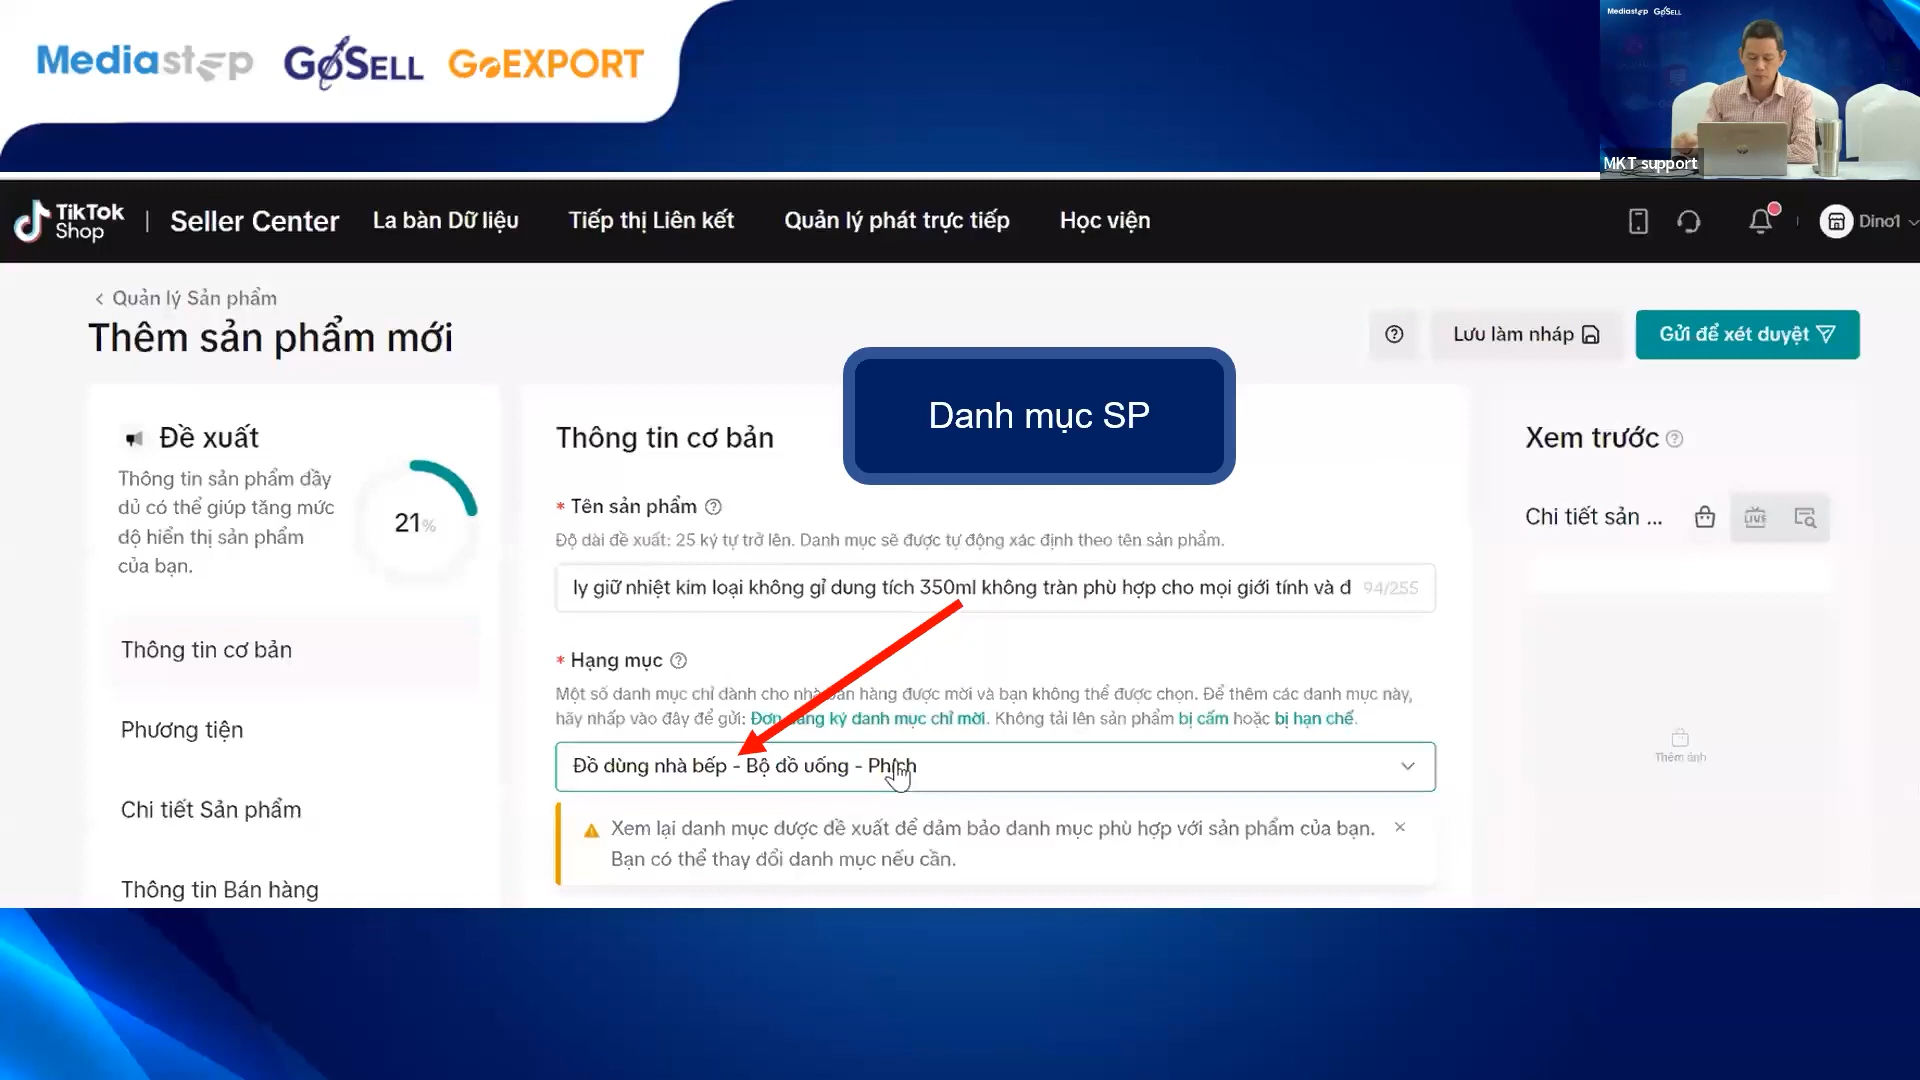 Mediastep GoSELL GoEXPORT
Mediastep GoSELL
MKT support
TikTok Shop | Seller Center La bàn Dữ liệu Tiếp thị Liên kết Quản lý phát trực tiếp Học viện Dino1
Quản lý Sản phẩm
Thêm sản phẩm mới
Lưu làm nháp
Gửi để xét duyệt
Danh mục SP
Đề xuất
Thông tin sản phẩm đầy
đủ có thể giúp tăng mức
độ hiển thị sản phẩm
của bạn.
21%
Thông tin cơ bản
Phương tiện
Chi tiết Sản phẩm
Thông tin Bán hàng
Thông tin cơ bản
* Tên sản phẩm
Độ dài đề xuất: 25 ký tự trở lên. Danh mục sẽ được tự động xác định theo tên sản phẩm.
ly giữ nhiệt kim loại không gỉ dung tích 350ml không tràn phù hợp cho mọi giới tính và đ 94/255
* Hạng mục
Một số danh mục chỉ dành cho nhà bán hàng được mời và bạn không thể được chọn. Để thêm các danh mục này,
hãy nhấp vào đây để gửi: Đơn đăng ký danh mục chỉ mời. Không tải lên sản phẩm bị cấm hoặc bị hạn chế.
Đồ dùng nhà bếp - Bộ đồ uống - Phích
Xem lại danh mục được đề xuất để đảm bảo danh mục phù hợp với sản phẩm của bạn.
Bạn có thể thay đổi danh mục nếu cần.
Xem trước
Chi tiết sản ...
LIVE
Thêm ảnh